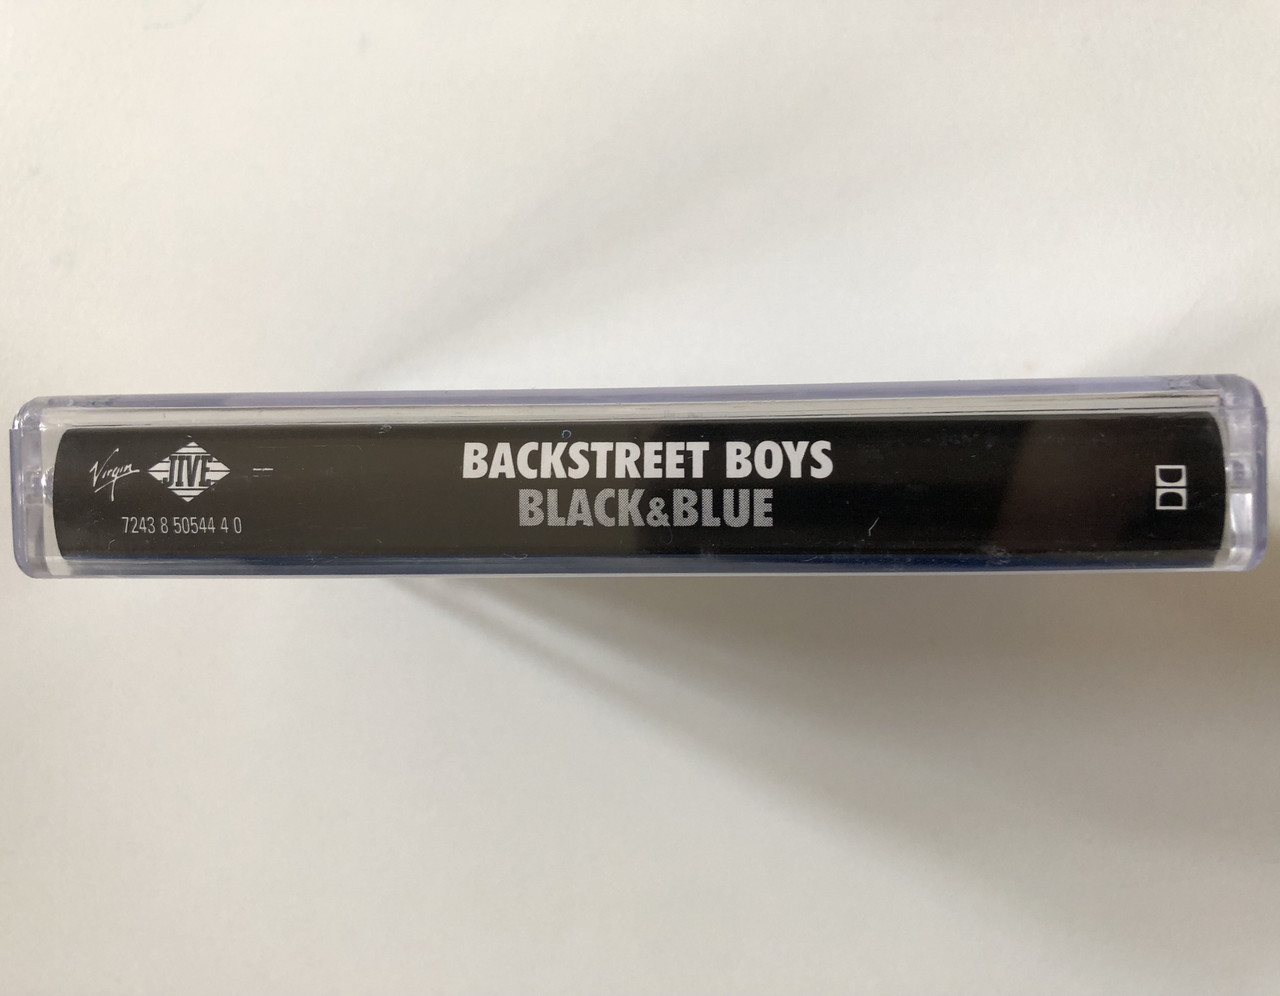 Virgin
JIVE
7243 8 50544 4 0
BACKSTREET BOYS
BLACK&BLUE